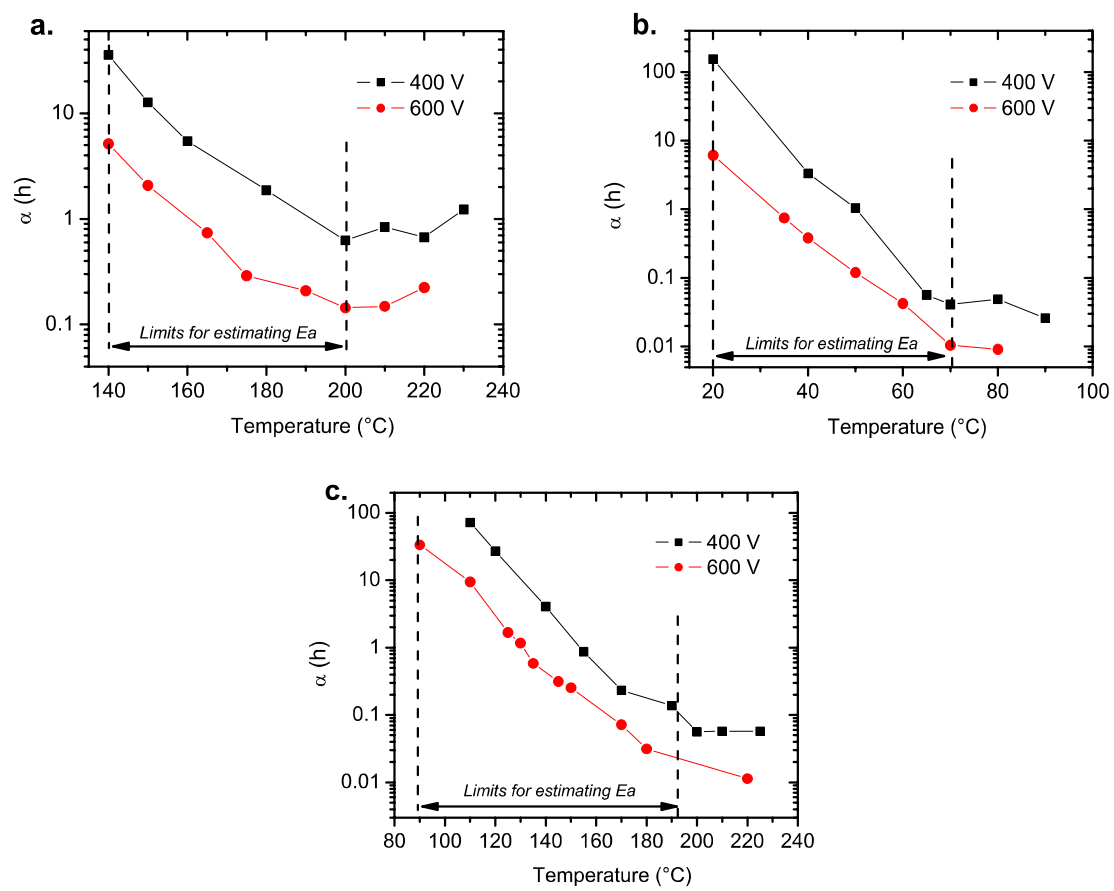 a.
400 V
600 V
10
1
0.1
α (h)
Limits for estimating Ea
140 160 180 200 220 240
Temperature (°C)
b.
400 V
600 V
100
10
1
0.1
0.01
α (h)
Limits for estimating Ea
20 40 60 80 100
Temperature (°C)
c.
400 V
600 V
100
10
1
0.1
0.01
α (h)
Limits for estimating Ea
80 100 120 140 160 180 200 220 240
Temperature (°C)